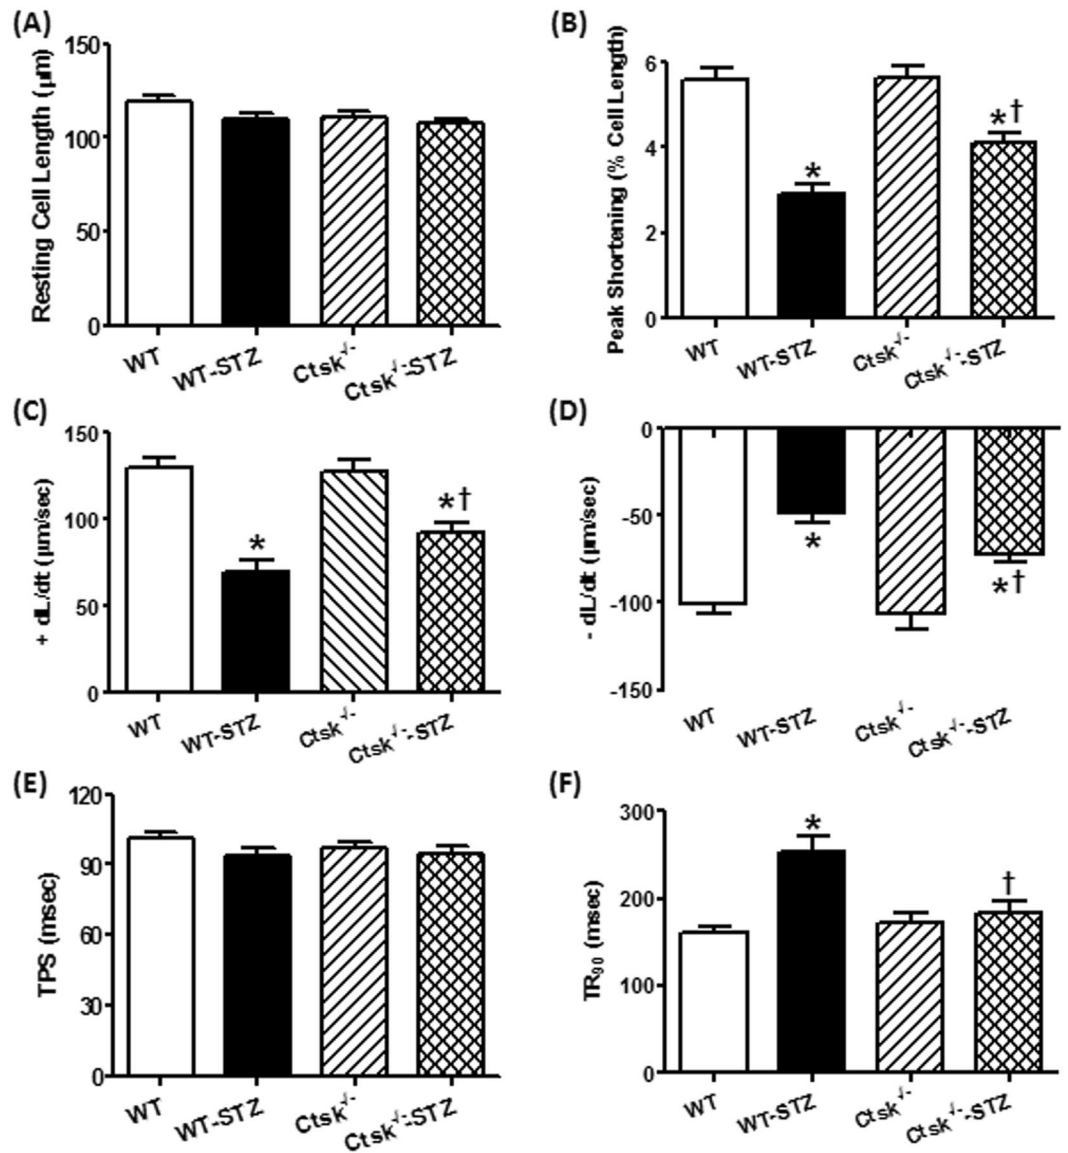 (A)
Resting Cell Length (μm)
150
100
50
0
WT
WT-STZ
Ctsk-/-
Ctsk-/--STZ
(B)
Peak Shortening (% Cell Length)
6
4
2
0
*
*†
WT
WT-STZ
Ctsk-/-
Ctsk-/--STZ
(C)
+ dL/dt (μm/sec)
150
100
50
0
*
*†
WT
WT-STZ
Ctsk-/-
Ctsk-/--STZ
(D)
- dL/dt (μm/sec)
0
-50
-100
-150
*
*†
WT
WT-STZ
Ctsk-/-
Ctsk-/--STZ
(E)
TPS (msec)
120
90
60
30
0
WT
WT-STZ
Ctsk-/-
Ctsk-/--STZ
(F)
TR90 (msec)
300
200
100
0
*
†
WT
WT-STZ
Ctsk-/-
Ctsk-/--STZ